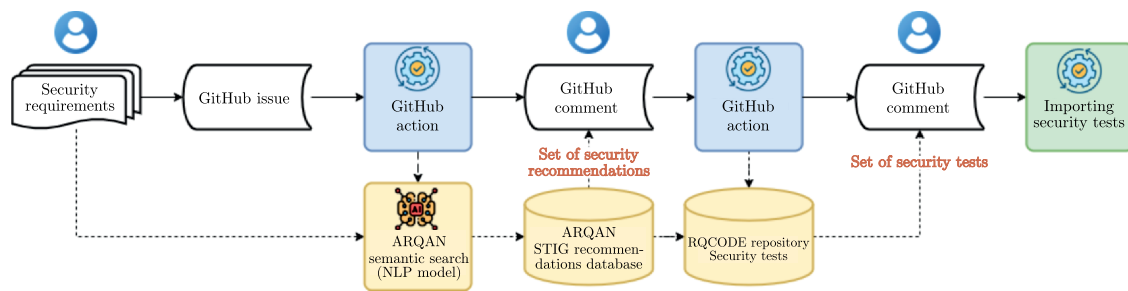 Security
requirements
GitHub issue
GitHub
action
GitHub
comment
GitHub
action
GitHub
comment
Importing
security tests
Set of security
recommendations
Set of security tests
AI
ARQAN
semantic search
(NLP model)
ARQAN
STIG recommen-
dations database
RQCODE repository
Security tests